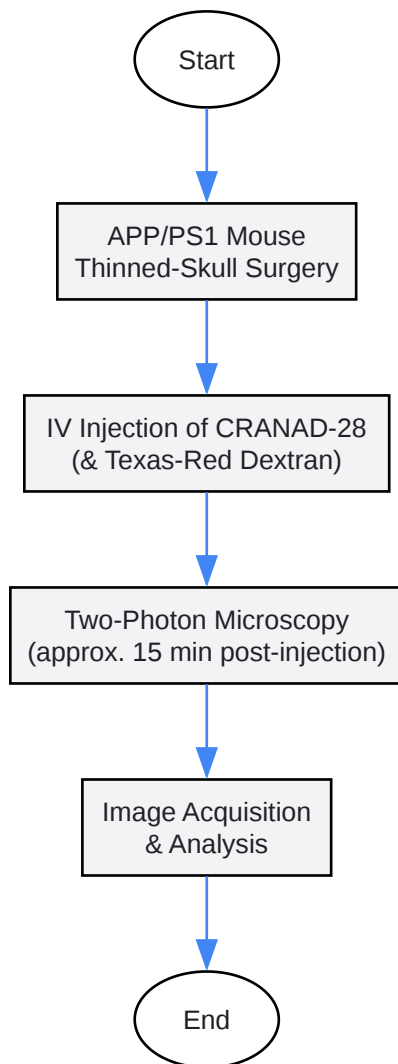 Start
APP/PS1 Mouse
Thinned-Skull Surgery
IV Injection of CRANAD-28
(& Texas-Red Dextran)
Two-Photon Microscopy
(approx. 15 min post-injection)
Image Acquisition
& Analysis
End